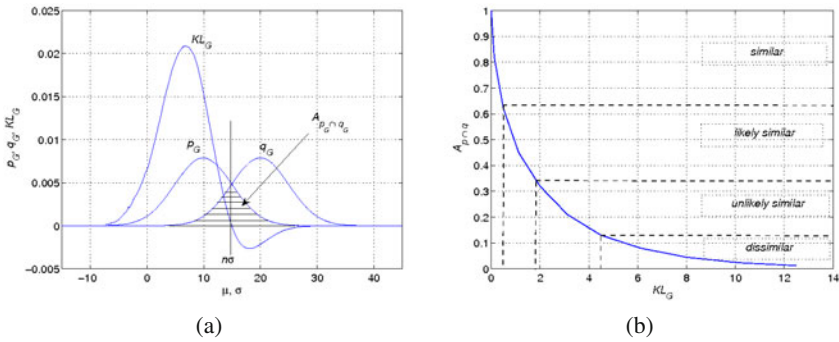 0.025
0.02
0.015
0.01
0.005
0
−0.005
p_G, q_G, KL_G
KL_G
p_G
q_G
A_{p_G∩q_G}
nσ
−10 0 10 20 30 40
μ, σ
(a)
1
0.9
0.8
0.7
0.6
0.5
0.4
0.3
0.2
0.1
0
A_{p∩q}
similar
likely similar
unlikely similar
dissimilar
0 2 4 6 8 10 12 14
KL_G
(b)